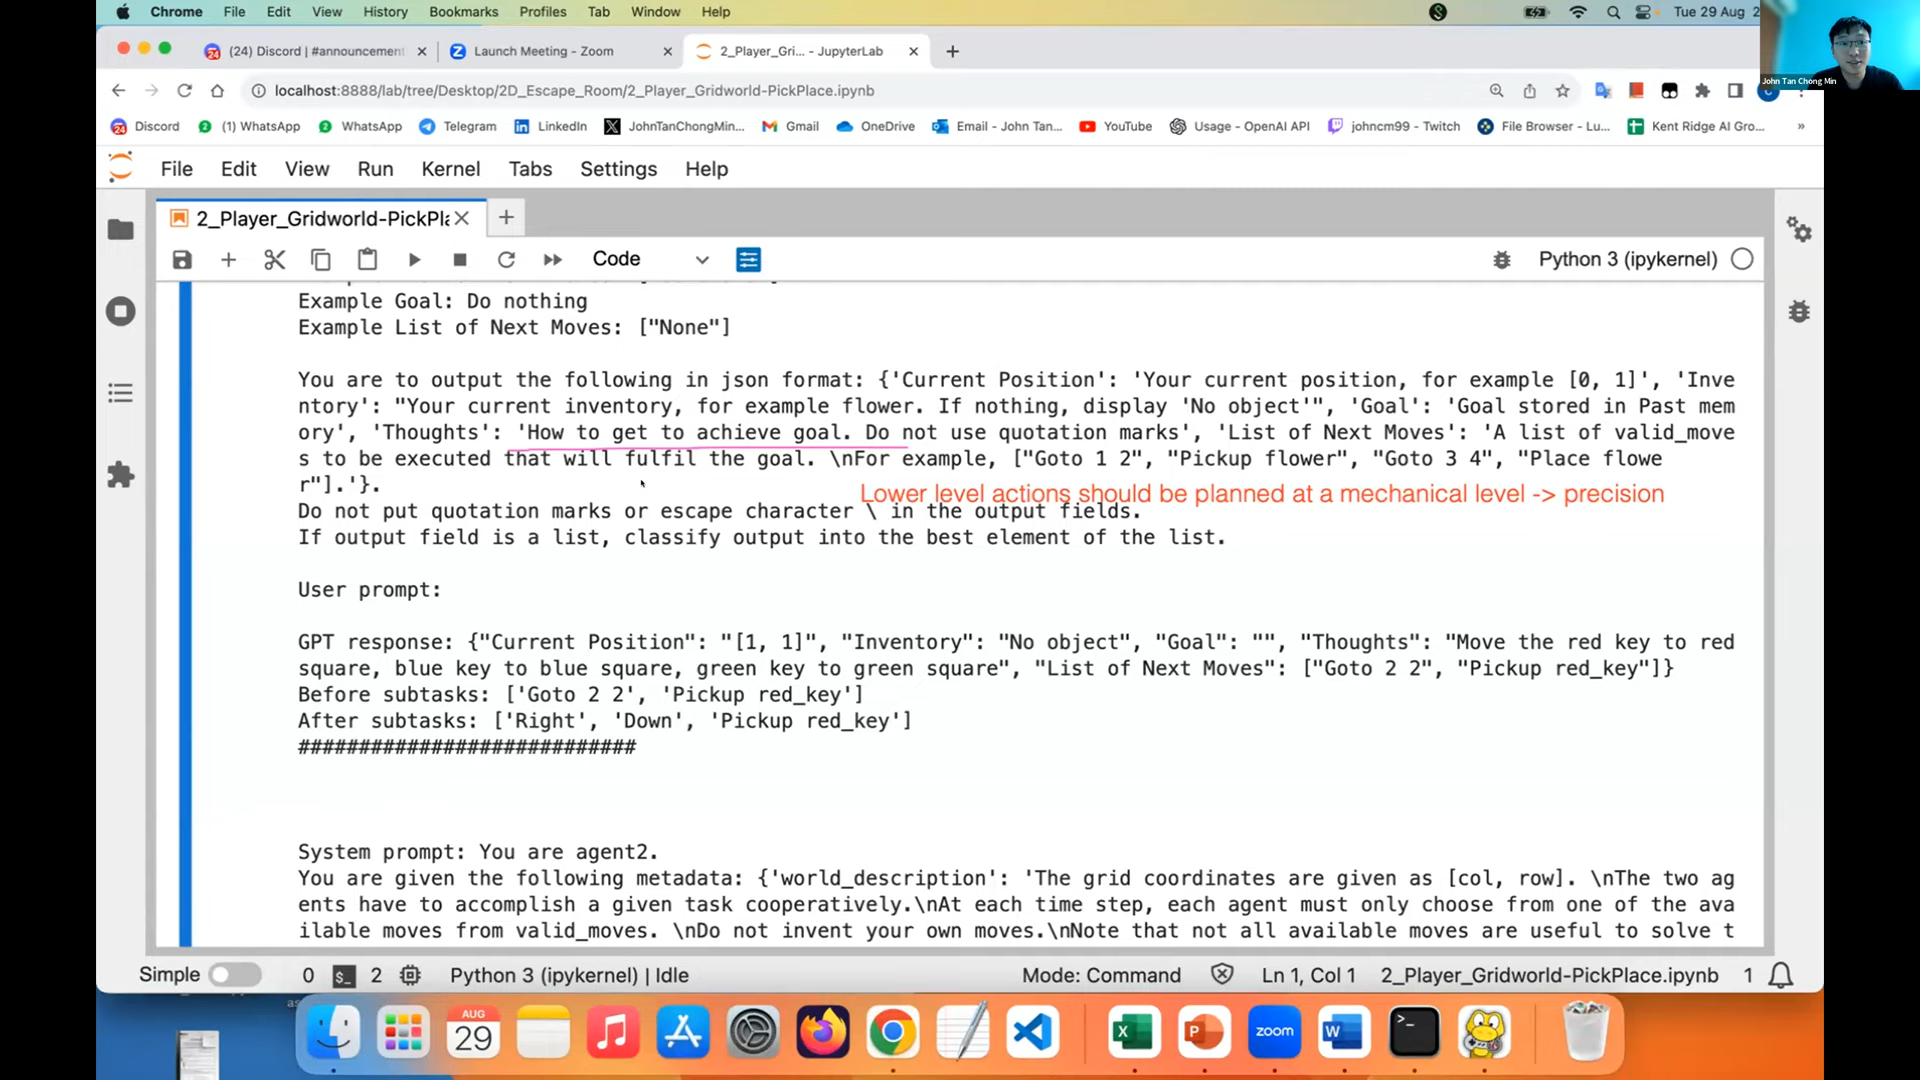 Chrome File Edit View History Bookmarks Profiles Tab Window Help Tue 29 Aug 2
(24) Discord | #announcement
Launch Meeting - Zoom
2_Player_Gri... - JupyterLab
John Tan Chong Min
localhost:8888/lab/tree/Desktop/2D_Escape_Room/2_Player_Gridworld-PickPlace.ipynb
Discord (1) WhatsApp WhatsApp Telegram LinkedIn JohnTanChongMin... Gmail OneDrive Email - John Tan... YouTube Usage - OpenAI API johncm99 - Twitch File Browser - Lu... Kent Ridge AI Gro... »
File Edit View Run Kernel Tabs Settings Help
2_Player_Gridworld-PickPla
Code Python 3 (ipykernel)
Example Goal: Do nothing
Example List of Next Moves: ["None"]
You are to output the following in json format: {'Current Position': 'Your current position, for example [0, 1]', 'Inve
ntory': "Your current inventory, for example flower. If nothing, display 'No object'", 'Goal': 'Goal stored in Past mem
ory', 'Thoughts': 'How to get to achieve goal. Do not use quotation marks', 'List of Next Moves': 'A list of valid_move
s to be executed that will fulfil the goal. \nFor example, ["Goto 1 2", "Pickup flower", "Goto 3 4", "Place flowe
r"].'}.
Lower level actions should be planned at a mechanical level -> precision
Do not put quotation marks or escape character \ in the output fields.
If output field is a list, classify output into the best element of the list.
User prompt:
GPT response: {"Current Position": "[1, 1]", "Inventory": "No object", "Goal": "", "Thoughts": "Move the red key to red
square, blue key to blue square, green key to green square", "List of Next Moves": ["Goto 2 2", "Pickup red_key"]}
Before subtasks: ['Goto 2 2', 'Pickup red_key']
After subtasks: ['Right', 'Down', 'Pickup red_key']
############################
System prompt: You are agent2.
You are given the following metadata: {'world_description': 'The grid coordinates are given as [col, row]. \nThe two ag
ents have to accomplish a given task cooperatively.\nAt each time step, each agent must only choose from one of the ava
ilable moves from valid_moves. \nDo not invent your own moves.\nNote that not all available moves are useful to solve t
Simple 0 2 Python 3 (ipykernel) | Idle Mode: Command Ln 1, Col 1 2_Player_Gridworld-PickPlace.ipynb 1
AUG
29
zoom